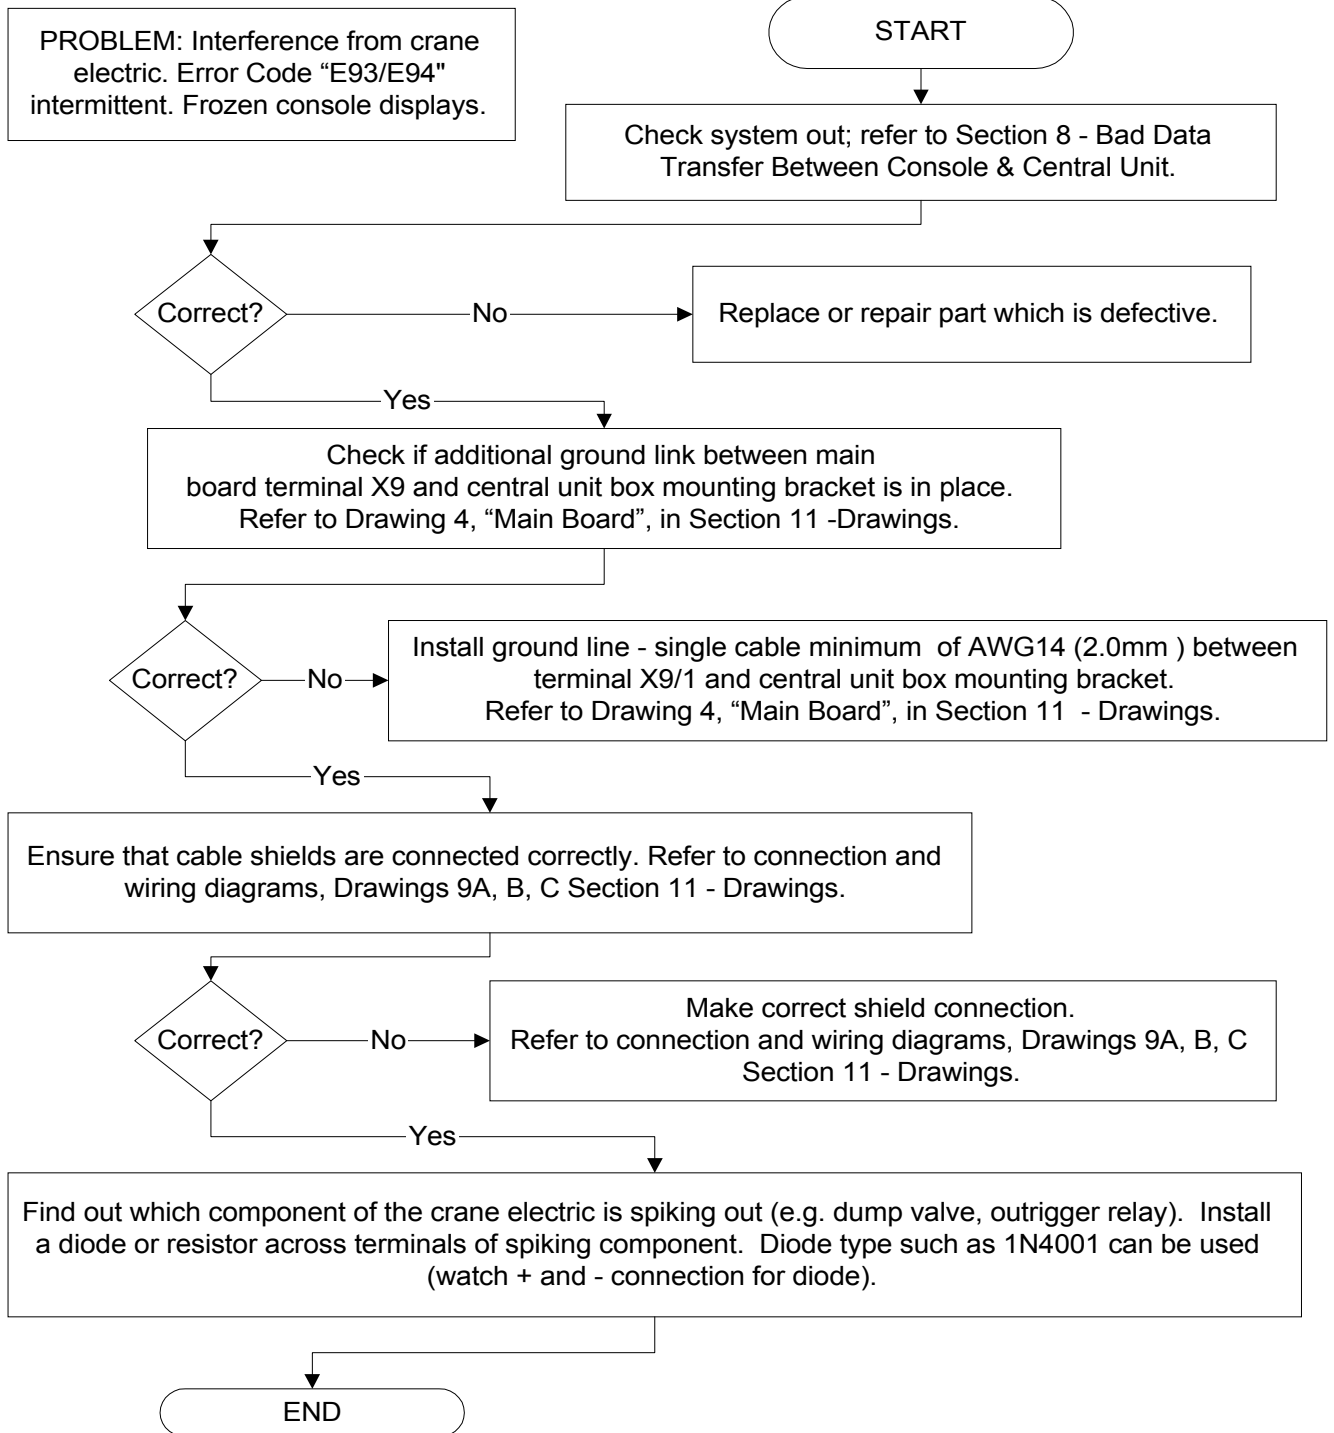 PROBLEM: Interference from crane
electric. Error Code “E93/E94"
intermittent. Frozen console displays.
START
Check system out; refer to Section 8 - Bad Data
Transfer Between Console & Central Unit.
Correct?
No
Replace or repair part which is defective.
Yes
Check if additional ground link between main
board terminal X9 and central unit box mounting bracket is in place.
Refer to Drawing 4, “Main Board”, in Section 11 -Drawings.
Correct?
No
Install ground line - single cable minimum  of AWG14 (2.0mm ) between
terminal X9/1 and central unit box mounting bracket.
Refer to Drawing 4, “Main Board”, in Section 11  - Drawings.
Yes
Ensure that cable shields are connected correctly. Refer to connection and
wiring diagrams, Drawings 9A, B, C Section 11 - Drawings.
Correct?
No
Make correct shield connection.
Refer to connection and wiring diagrams, Drawings 9A, B, C
Section 11 - Drawings.
Yes
Find out which component of the crane electric is spiking out (e.g. dump valve, outrigger relay).  Install
a diode or resistor across terminals of spiking component.  Diode type such as 1N4001 can be used
(watch + and - connection for diode).
END